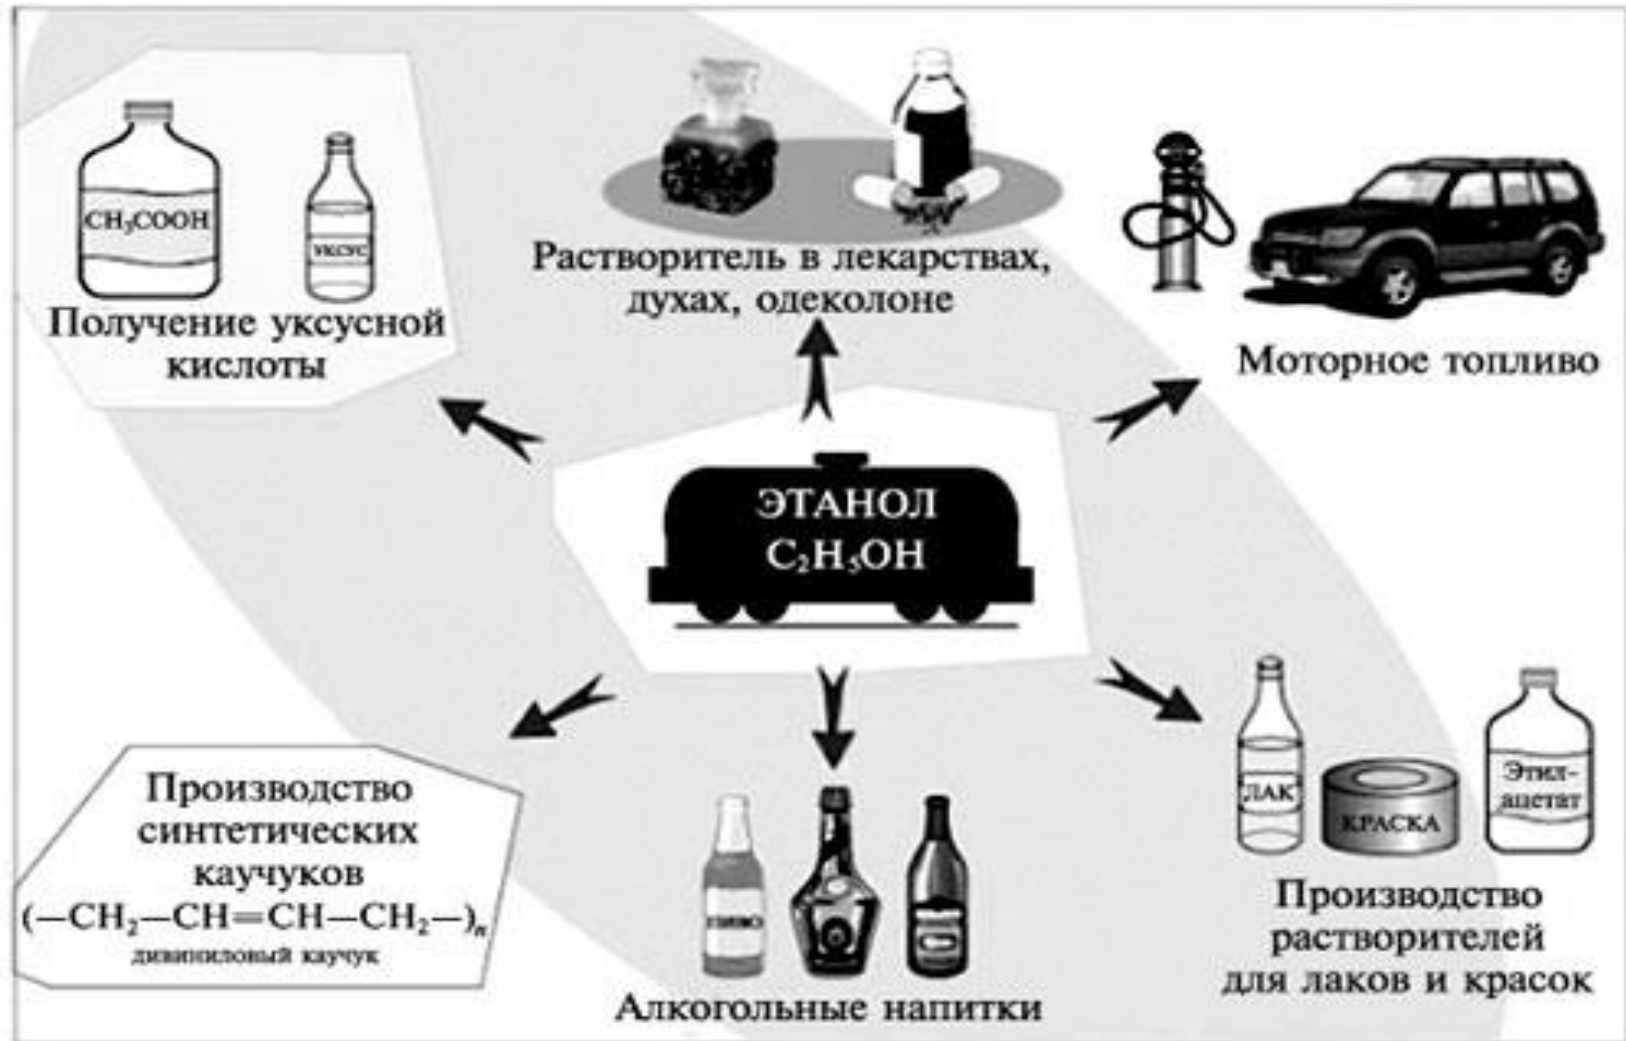 CH₃COOH
УКСУС
Получение уксусной
кислоты
Растворитель в лекарствах,
духах, одеколоне
Моторное топливо
ЭТАНОЛ
C₂H₅OH
Производство
синтетических
каучуков
(—CH₂—CH=CH—CH₂—)ₙ
дивиниловый каучук
ПИВО
Алкогольные напитки
ЛАК
КРАСКА
Этил-
ацетат
Производство
растворителей
для лаков и красок